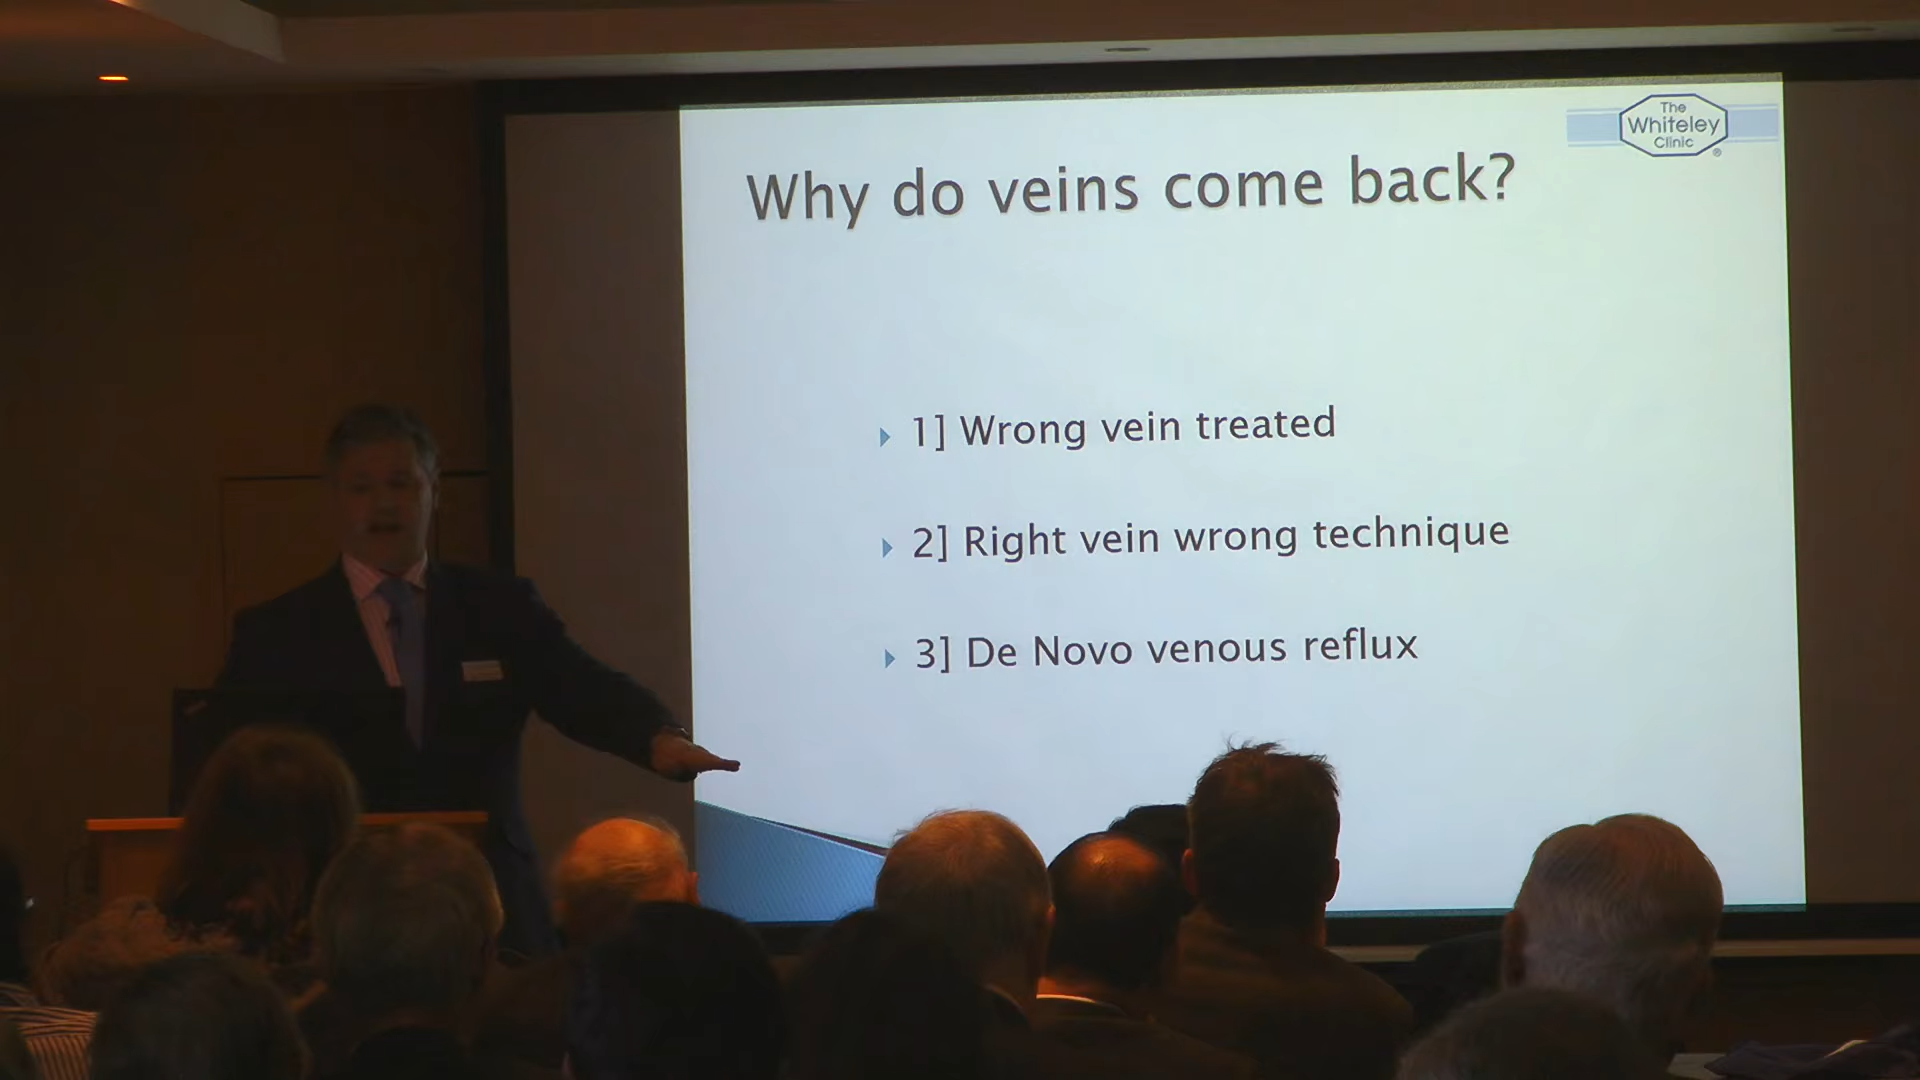 The
Whiteley
Clinic
®
Why do veins come back?
1] Wrong vein treated
2] Right vein wrong technique
3] De Novo venous reflux